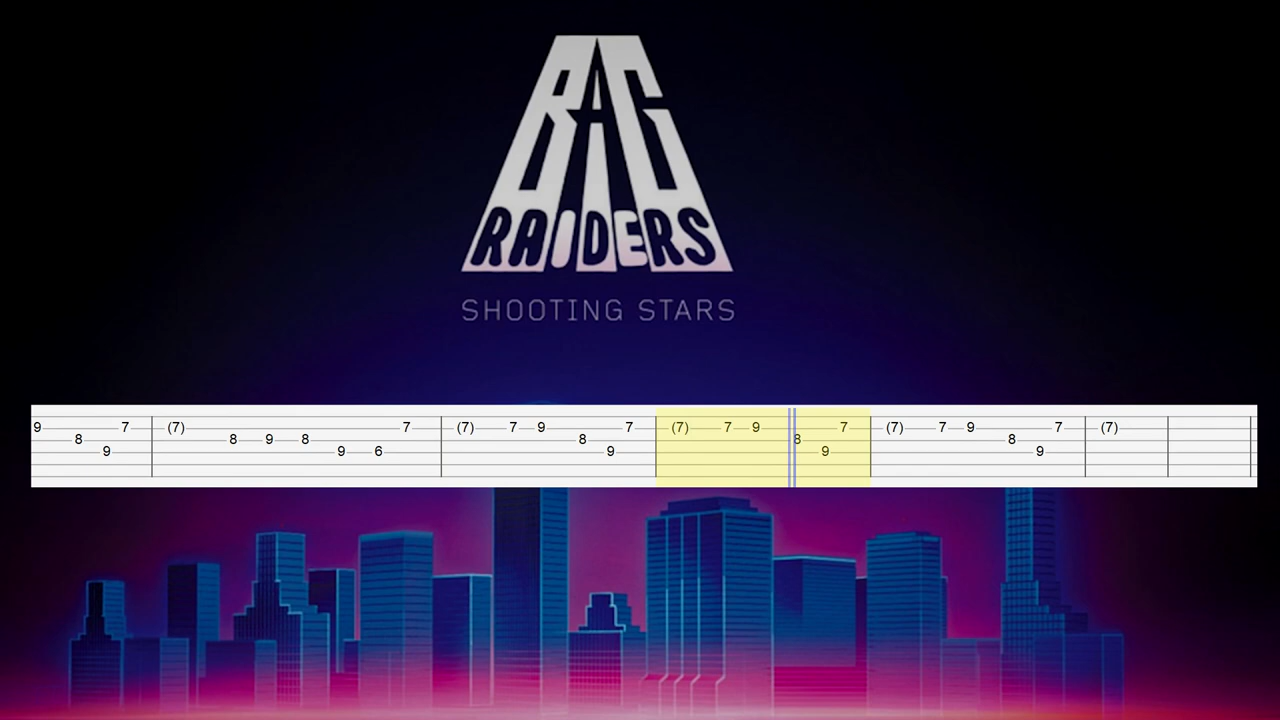 BAG
RAIDERS
SHOOTING STARS
9 7 (7) 7 (7) 7 9 7 (7) 7 9 7 (7) 7 9 7 (7)
8 8 9 8 8 8 8
9 9 6 9 9 9